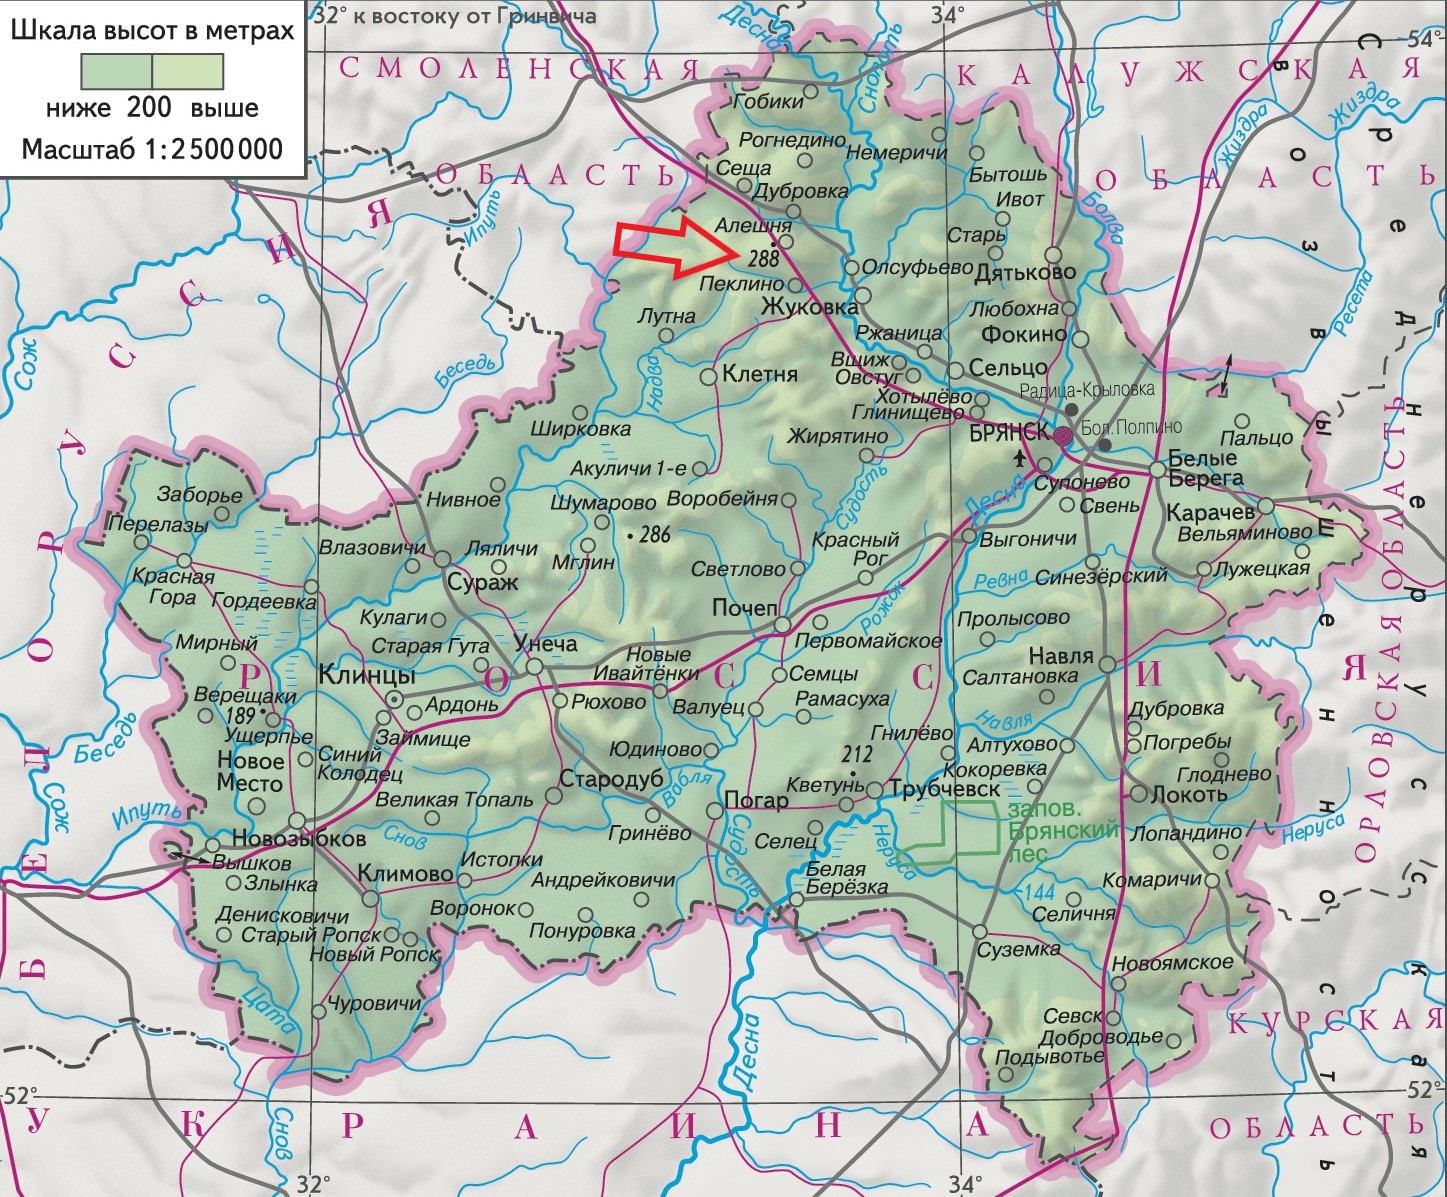 Шкала высот в метрах
ниже 200 выше
Масштаб 1:2 500 000
32° к востоку от Гринвича
34°
54°
Десна
Снопоть
СМОЛЕНСКАЯ
КАЛУЖСКАЯ
ОБЛАСТЬ
ОБЛАСТЬ
Жиздра
Жиздра
Гобики
Рогнедино
Немеричи
Сеща
Дубровка
Бытошь
Ивот
Болва
Ипуть
Алешня
288
Старь
Олсуфьево
Дятьково
Пеклино
Жуковка
Любохна
Ресета
Лутна
Ржаница
Фокино
Сож
Беседь
Надва
Клетня
Вщиж
Овстуг
Сельцо
Радица-Крыловка
Хотылёво
Глинищево
Ширковка
Жирятино
БРЯНСК
Бол. Полпино
Пальцо
Акуличи 1-е
Белые
Берега
Супонево
Нивное
Заборье
Шумарово
Воробейня
Судость
Десна
Свень
Карачев
Перелазы
286
Красный
Рог
Выгоничи
Вельяминово
Влазовичи
Ляличи
Мглин
Красная
Гора
Сураж
Светлово
Ревна
Синезёрский
Лужецкая
Гордеевка
Кулаги
Почеп
Рожок
Пролысово
Мирный
Старая Гута
Унеча
Первомайское
Новые
Ивайтёнки
Навля
РОССИЯ
Клинцы
Семцы
Салтановка
Верещаки
189
Ардонь
Рюхово
Валуец
Рамасуха
Дубровка
Ущерпье
Займище
Навля
Беседь
Синий
Колодец
Юдиново
Гнилёво
Алтухово
Погребы
Новое
Место
212
Кокоревка
Глоднево
Стародуб
Вабля
Кветунь
Трубчевск
Локоть
Великая Топаль
Погар
Сож
Ипуть
запов.
Брянский
лес
Снов
Гринёво
Селец
Неруса
Лопандино
Неруса
Новозыбков
Вышков
Истопки
Судость
Злынка
Климово
Андрейковичи
Белая
Берёзка
144
Комаричи
Денисковичи
Воронок
Селичня
Старый Ропск
Понуровка
Новый Ропск
Суземка
Новоямское
Цата
Чуровичи
Севск
Доброводье
Подывотье
Десна
Снов
КУРСКАЯ
ОБЛАСТЬ
ОРЛОВСКАЯ ОБЛАСТЬ
БЕЛОРУССИЯ
УКРАИНА
Среднерусская
возвышенность
52°
52°
32°
34°